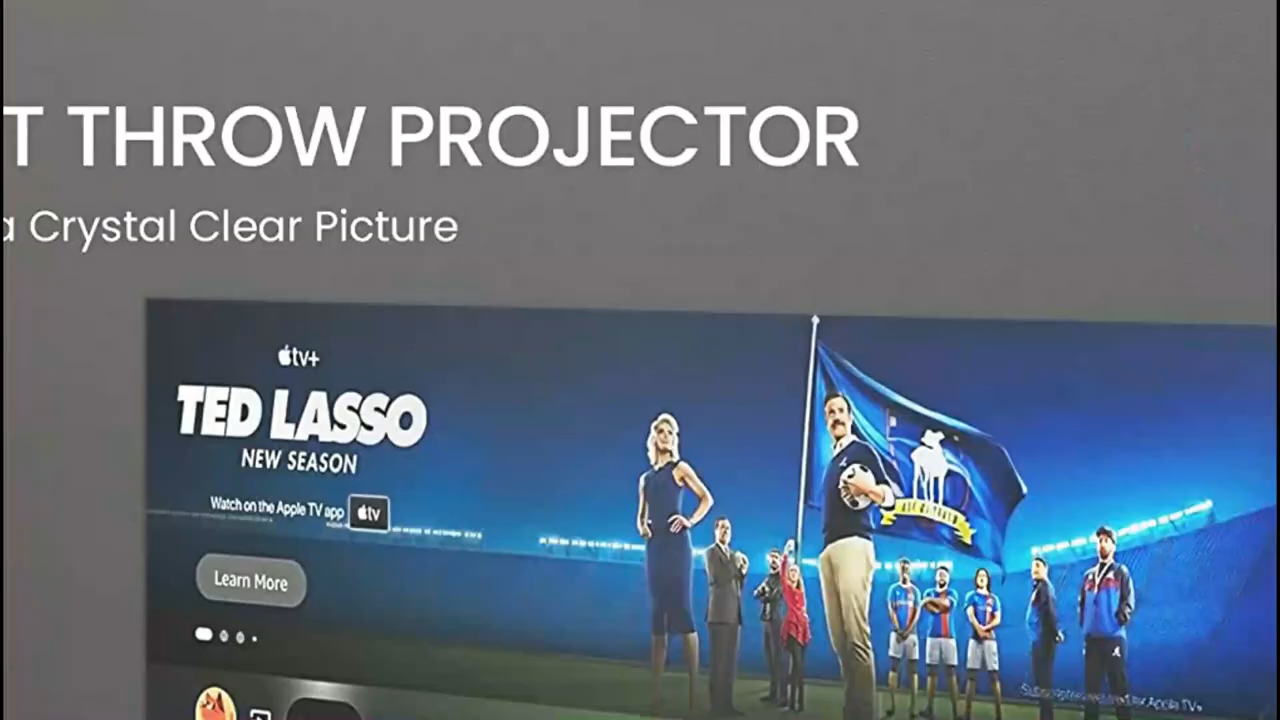 T THROW PROJECTOR
a Crystal Clear Picture
tv+
TED LASSO
NEW SEASON
Watch on the Apple TV app
tv
Learn More